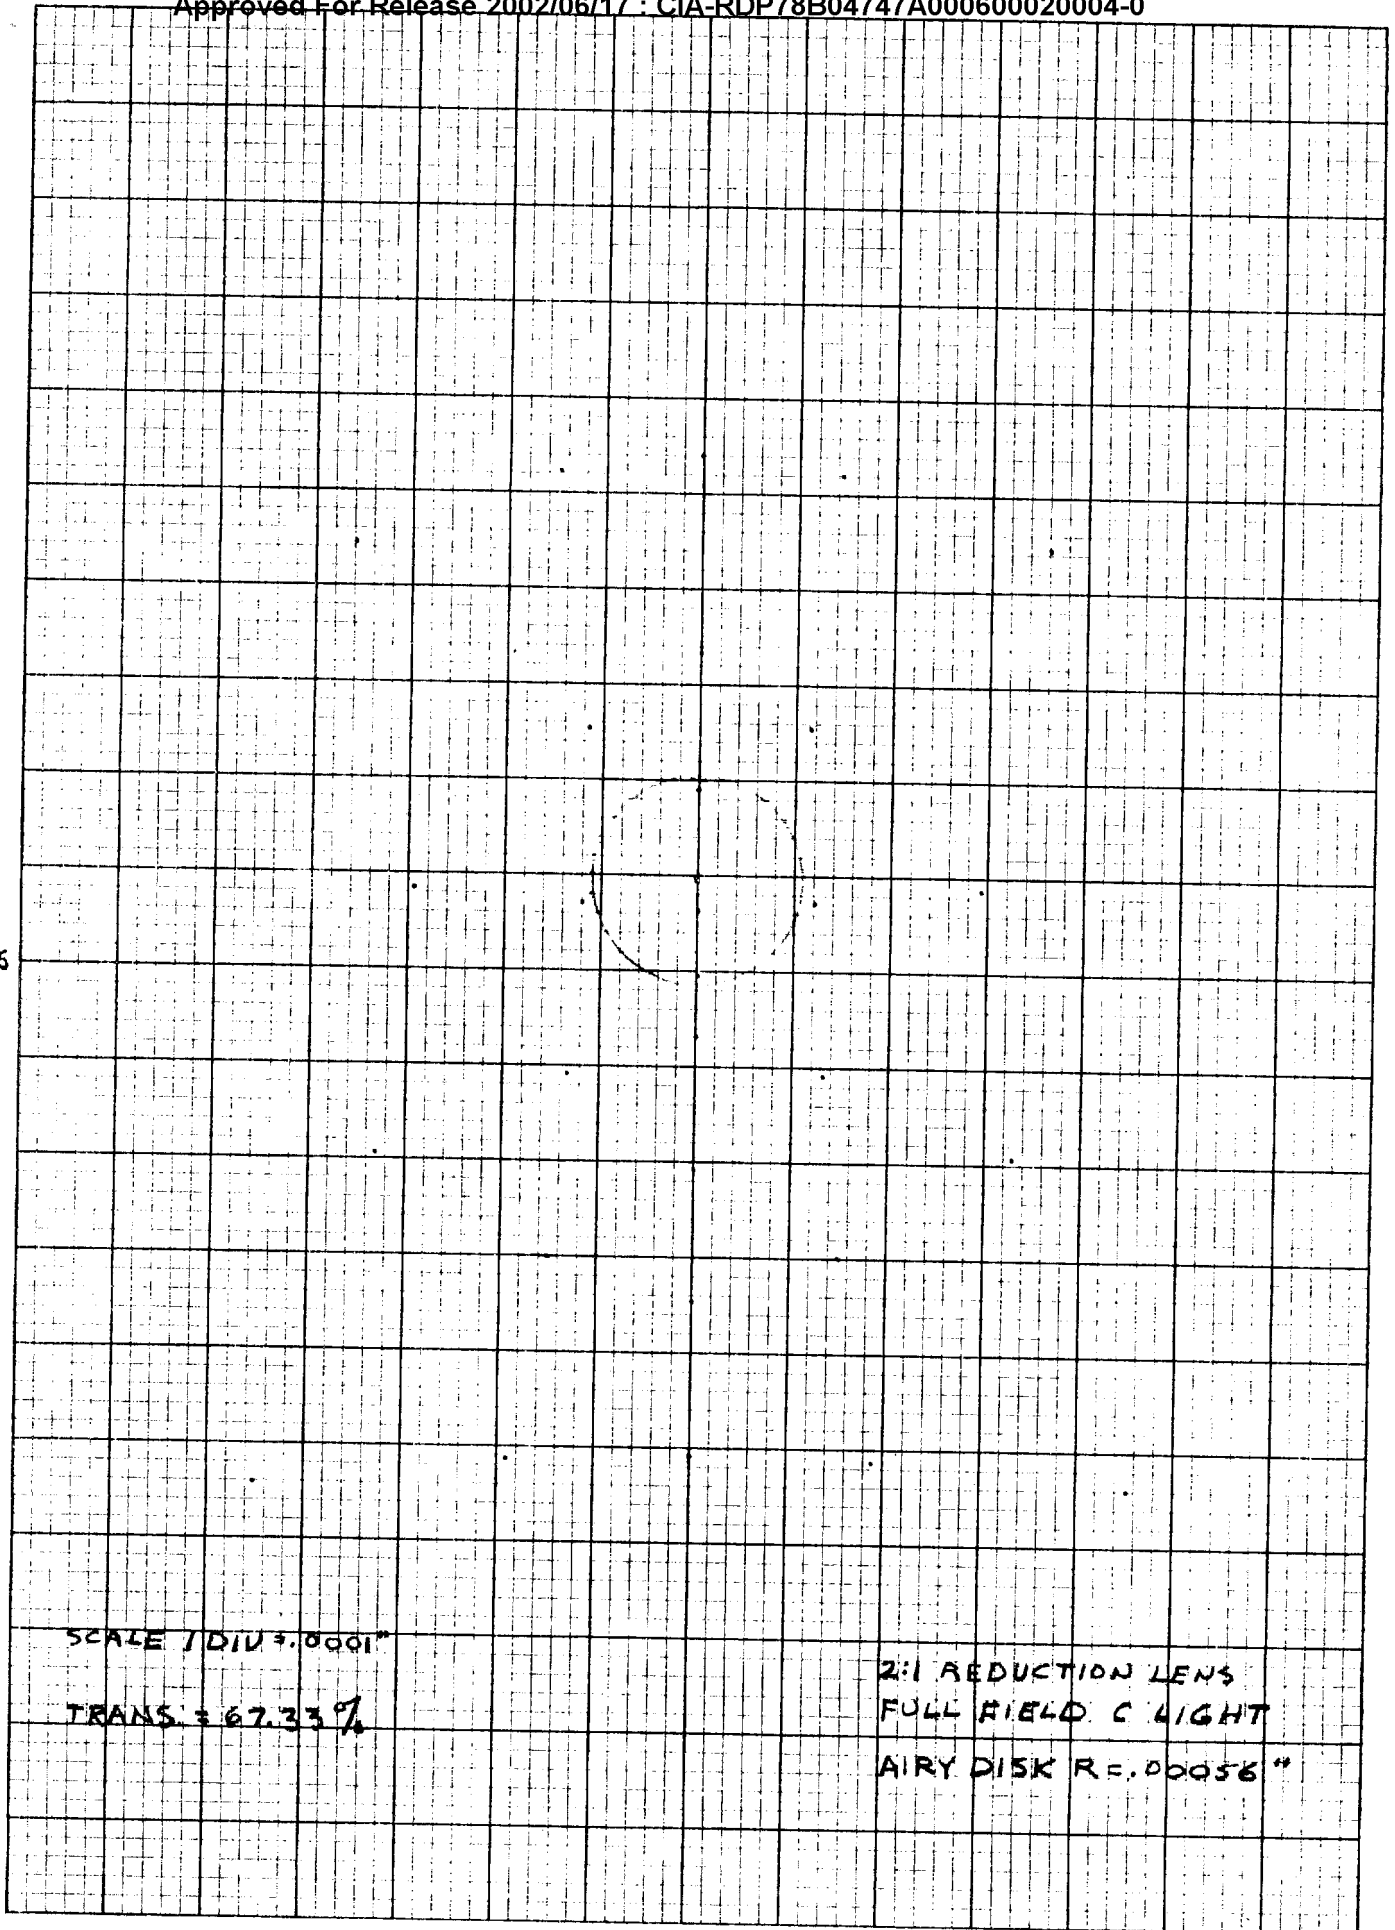 Approved For Release 2002/06/17 : CIA-RDP78B04747A000600020004-0
SCALE 1 DIV = .0001"
TRANS. = 67.33 %
2:1 REDUCTION LENS
FULL FIELD C LIGHT
AIRY DISK R = .00056"